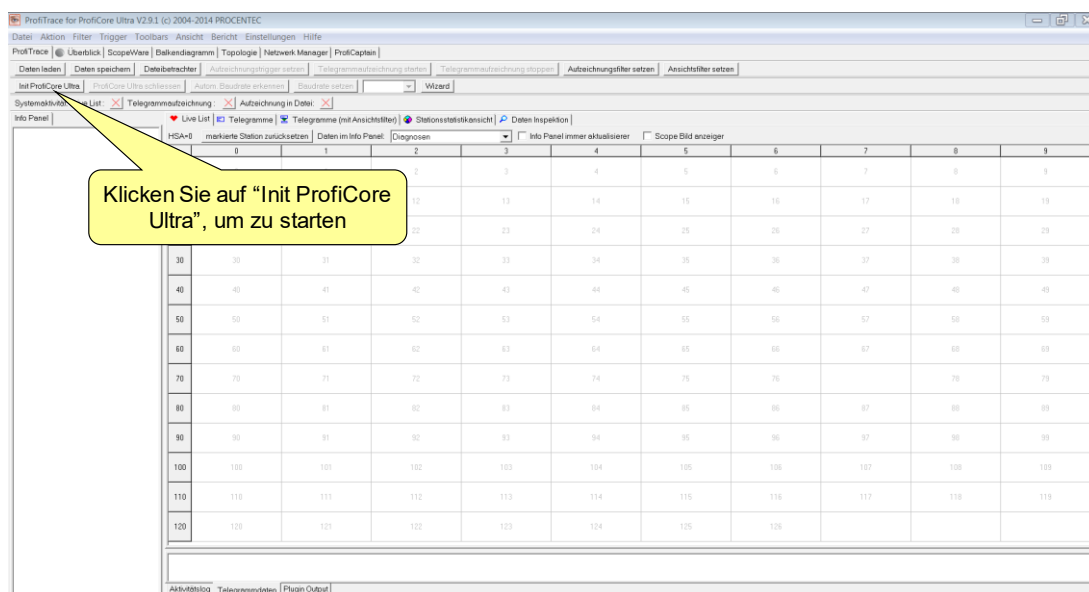 ProfiTrace for ProfiCore Ultra V2.9.1 (c) 2004-2014 PROCENTEC
Datei Aktion Filter Trigger Toolbars Ansicht Bericht Einstellungen Hilfe
ProfiTrace Überblick ScopeWare Balkendiagramm Topologie Netzwerk Manager ProfiCaptain
Daten laden Daten speichern Dateibetrachter Aufzeichnungstrigger setzen Telegrammaufzeichnung starten Telegrammaufzeichnung stoppen Aufzeichnungsfilter setzen Ansichtsfilter setzen
Init ProfiCore Ultra ProfiCore Ultra schliessen Autom. Baudrate erkennen Baudrate setzen Wizard
Systemaktivität List: Telegrammaufzeichnung: Aufzeichnung in Datei:
Info Panel Live List Telegramme Telegramme (mit Ansichtsfilter) Stationsstatistikansicht Daten Inspektion
HSA=0 markierte Station zurücksetzen Daten im Info Panel: Diagnosen Info Panel immer aktualisierer Scope Bild anzeiger
0 1 2 3 4 5 6 7 8 9
2 3 4 5 6 7 8 9
Klicken Sie auf “Init ProfiCore
Ultra”, um zu starten
12 13 14 15 16 17 18 19
22 23 24 25 26 27 28 29
30 30 31 32 33 34 35 36 37 38 39
40 40 41 42 43 44 45 46 47 48 49
50 50 51 52 53 54 55 56 57 58 59
60 60 61 62 63 64 65 66 67 68 69
70 70 71 72 73 74 75 76 78 79
80 80 81 82 83 84 85 86 87 88 89
90 90 91 92 93 94 95 96 97 98 99
100 100 101 102 103 104 105 106 107 108 109
110 110 111 112 113 114 115 116 117 118 119
120 120 121 122 123 124 125 126
Aktivitätslog Telegrammdaten Plugin Output